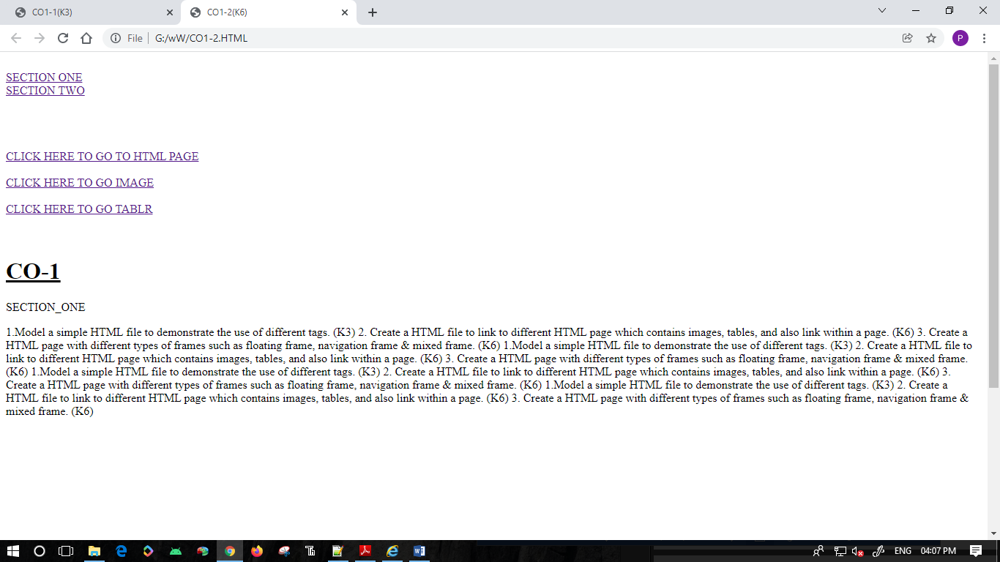 CO1-1(K3)
CO1-2(K6)
File
G:/wW/CO1-2.HTML
P
SECTION ONE
SECTION TWO
CLICK HERE TO GO TO HTML PAGE
CLICK HERE TO GO IMAGE
CLICK HERE TO GO TABLR
CO-1
SECTION_ONE
1.Model a simple HTML file to demonstrate the use of different tags. (K3) 2. Create a HTML file to link to different HTML page which contains images, tables, and also link within a page. (K6) 3. Create a
HTML page with different types of frames such as floating frame, navigation frame & mixed frame. (K6) 1.Model a simple HTML file to demonstrate the use of different tags. (K3) 2. Create a HTML file to
link to different HTML page which contains images, tables, and also link within a page. (K6) 3. Create a HTML page with different types of frames such as floating frame, navigation frame & mixed frame.
(K6) 1.Model a simple HTML file to demonstrate the use of different tags. (K3) 2. Create a HTML file to link to different HTML page which contains images, tables, and also link within a page. (K6) 3.
Create a HTML page with different types of frames such as floating frame, navigation frame & mixed frame. (K6) 1.Model a simple HTML file to demonstrate the use of different tags. (K3) 2. Create a
HTML file to link to different HTML page which contains images, tables, and also link within a page. (K6) 3. Create a HTML page with different types of frames such as floating frame, navigation frame &
mixed frame. (K6)
ENG 04:07 PM